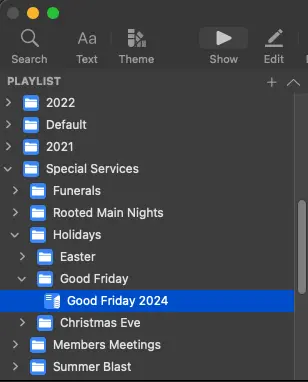 Search
Aa
Text
Theme
Show
Edit
PLAYLIST
2022
Default
2021
Special Services
Funerals
Rooted Main Nights
Holidays
Easter
Good Friday
Good Friday 2024
Christmas Eve
Members Meetings
Summer Blast